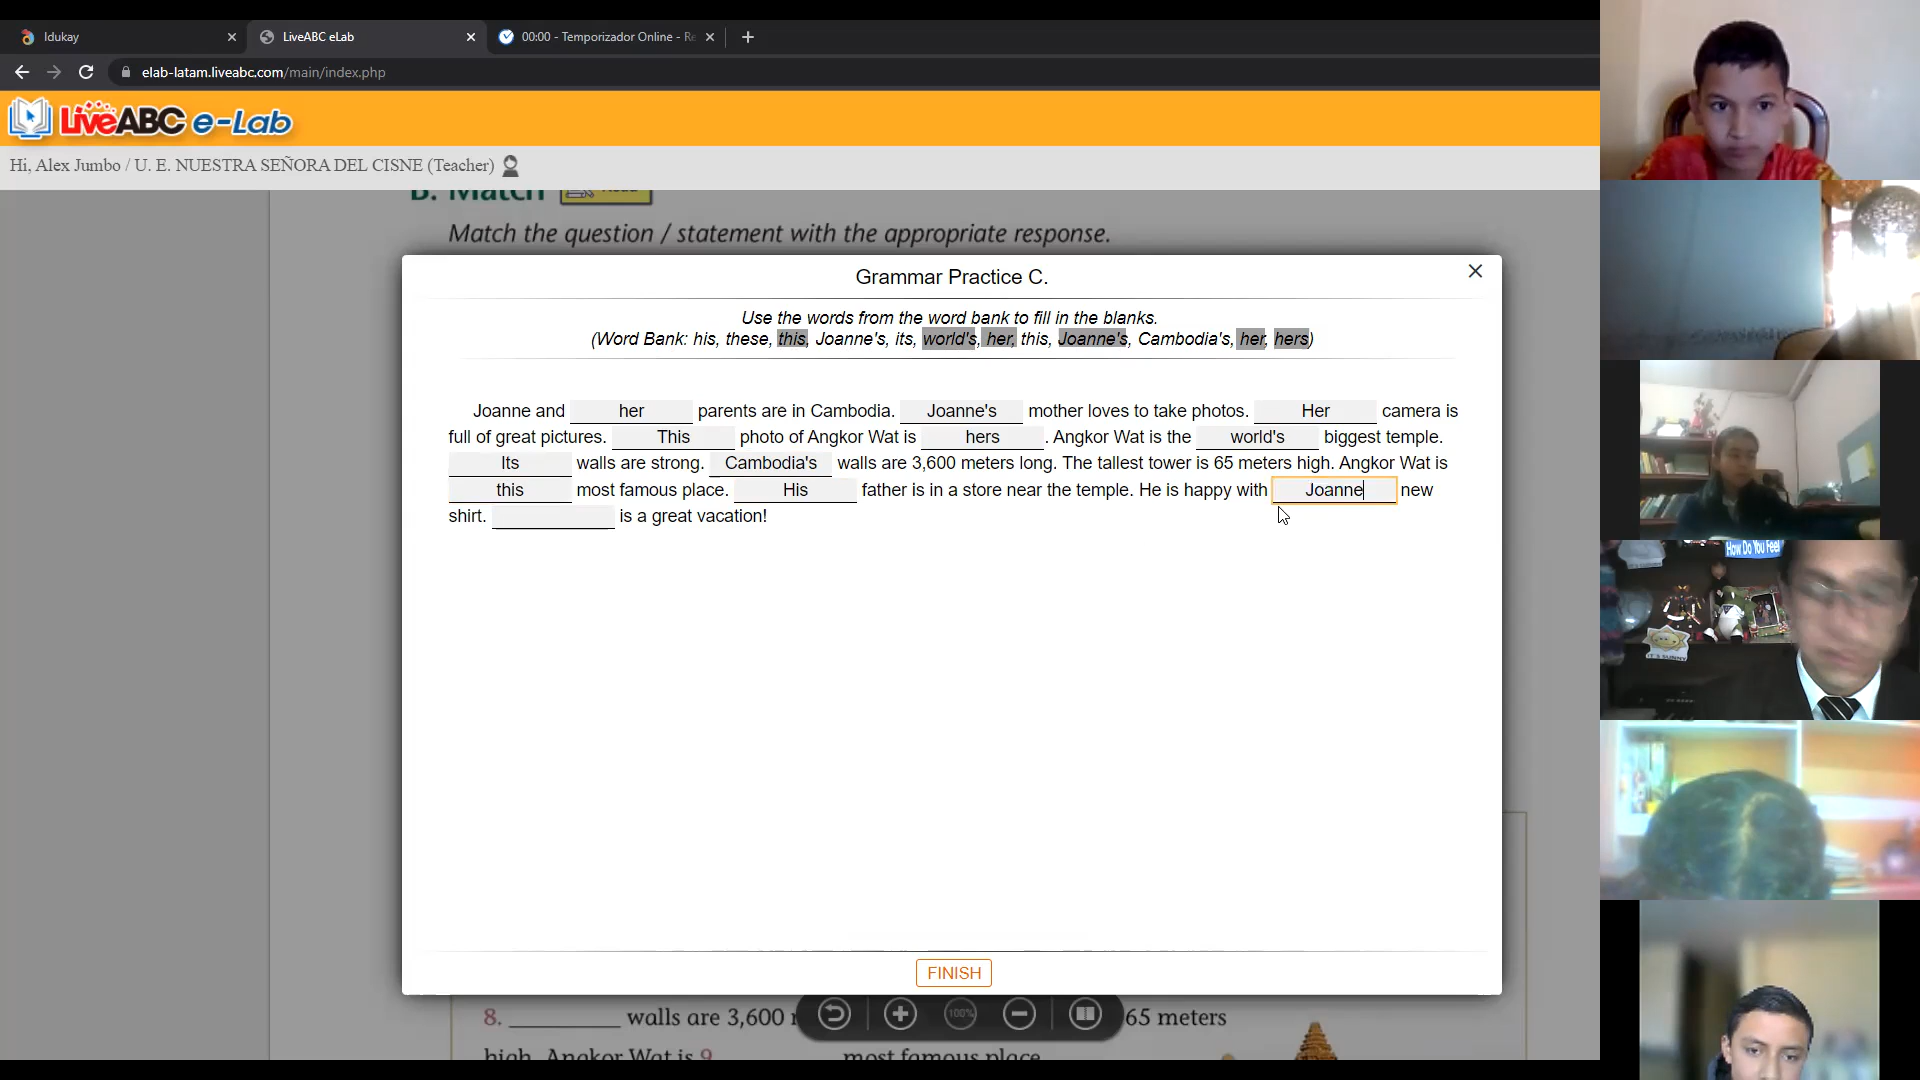 Idukay
LiveABC eLab
00:00 - Temporizador Online - Re
elab-latam.liveabc.com/main/index.php
LiveABC e-Lab
Hi, Alex Jumbo / U. E. NUESTRA SEÑORA DEL CISNE (Teacher)
B. Match
Match the question / statement with the appropriate response.
Grammar Practice C.
Use the words from the word bank to fill in the blanks.
(Word Bank: his, these, this, Joanne's, its, world's, her, this, Joanne's, Cambodia's, her, hers)
Joanne and her parents are in Cambodia. Joanne's mother loves to take photos. Her camera is
full of great pictures. This photo of Angkor Wat is hers . Angkor Wat is the world's biggest temple.
Its walls are strong. Cambodia's walls are 3,600 meters long. The tallest tower is 65 meters high. Angkor Wat is
this most famous place. His father is in a store near the temple. He is happy with Joanne new
shirt. is a great vacation!
FINISH
8. walls are 3,600 65 meters
100%
high. Angkor Wat is 9 most famous place
How Do You Feel
IT'S SUNNY